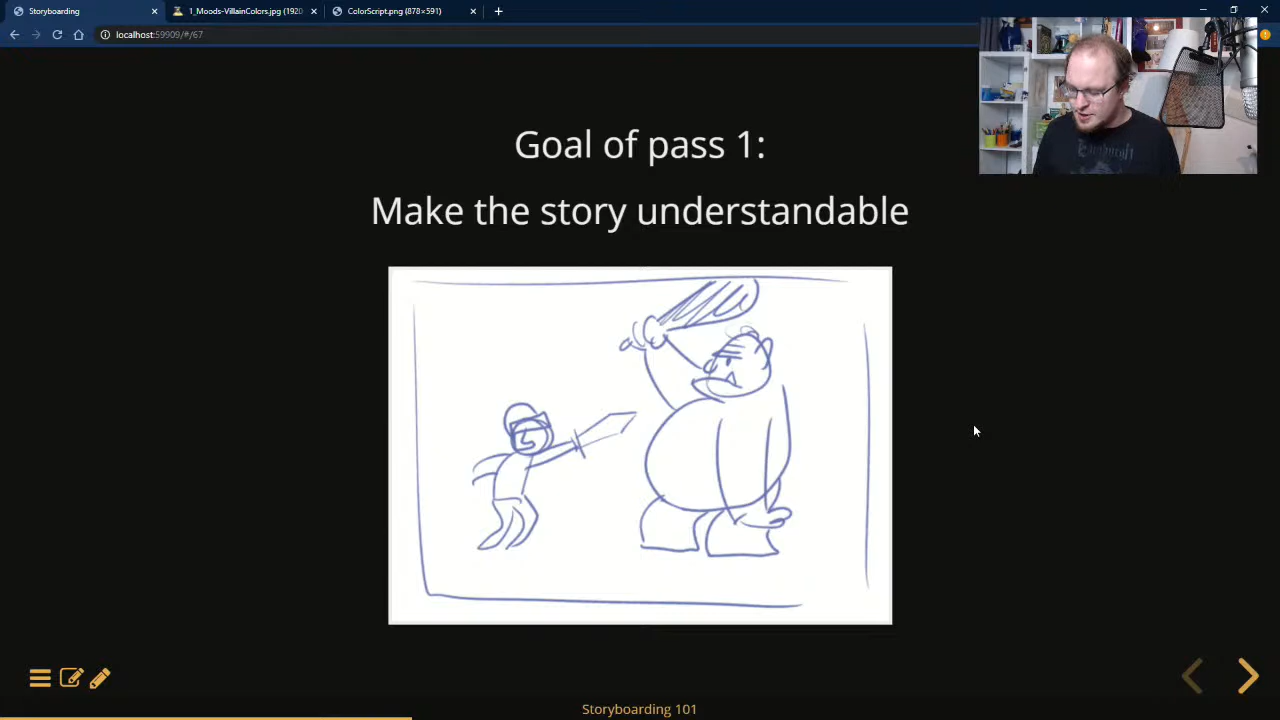 Storyboarding
1_Moods-VillainColors.jpg (1920
ColorScript.png (878×591)
localhost:59909/#/67
Goal of pass 1:
Make the story understandable
Storyboarding 101